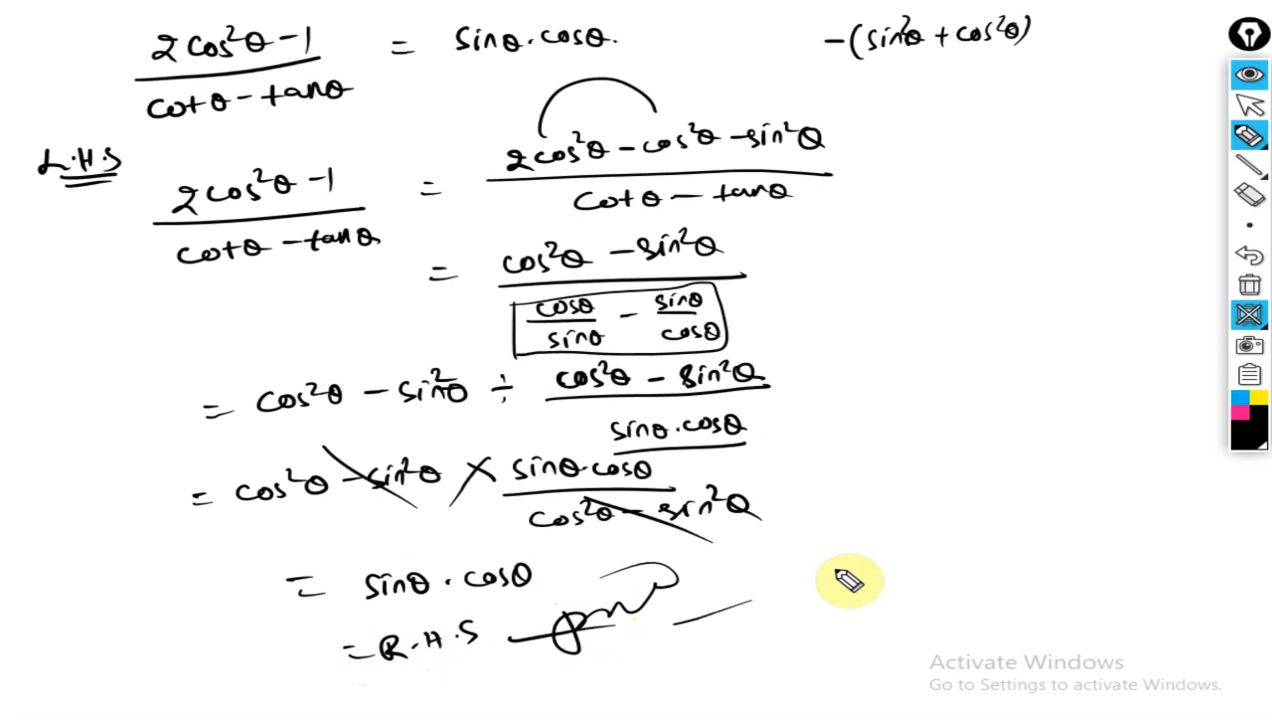 (2cos²θ − 1)/(cotθ − tanθ) = sinθ·cosθ.
−(sin²θ + cos²θ)
L.H.S
(2cos²θ − 1)/(cotθ − tanθ) = (2cos²θ − cos²θ − sin²θ)/(cotθ − tanθ)
= (cos²θ − sin²θ)/(cosθ/sinθ − sinθ/cosθ)
= cos²θ − sin²θ ÷ (cos²θ − sin²θ)/(sinθ·cosθ)
= cos²θ − sin²θ × (sinθ·cosθ)/(cos²θ − sin²θ)
= sinθ·cosθ
= R.H.S
Activate Windows
Go to Settings to activate Windows.